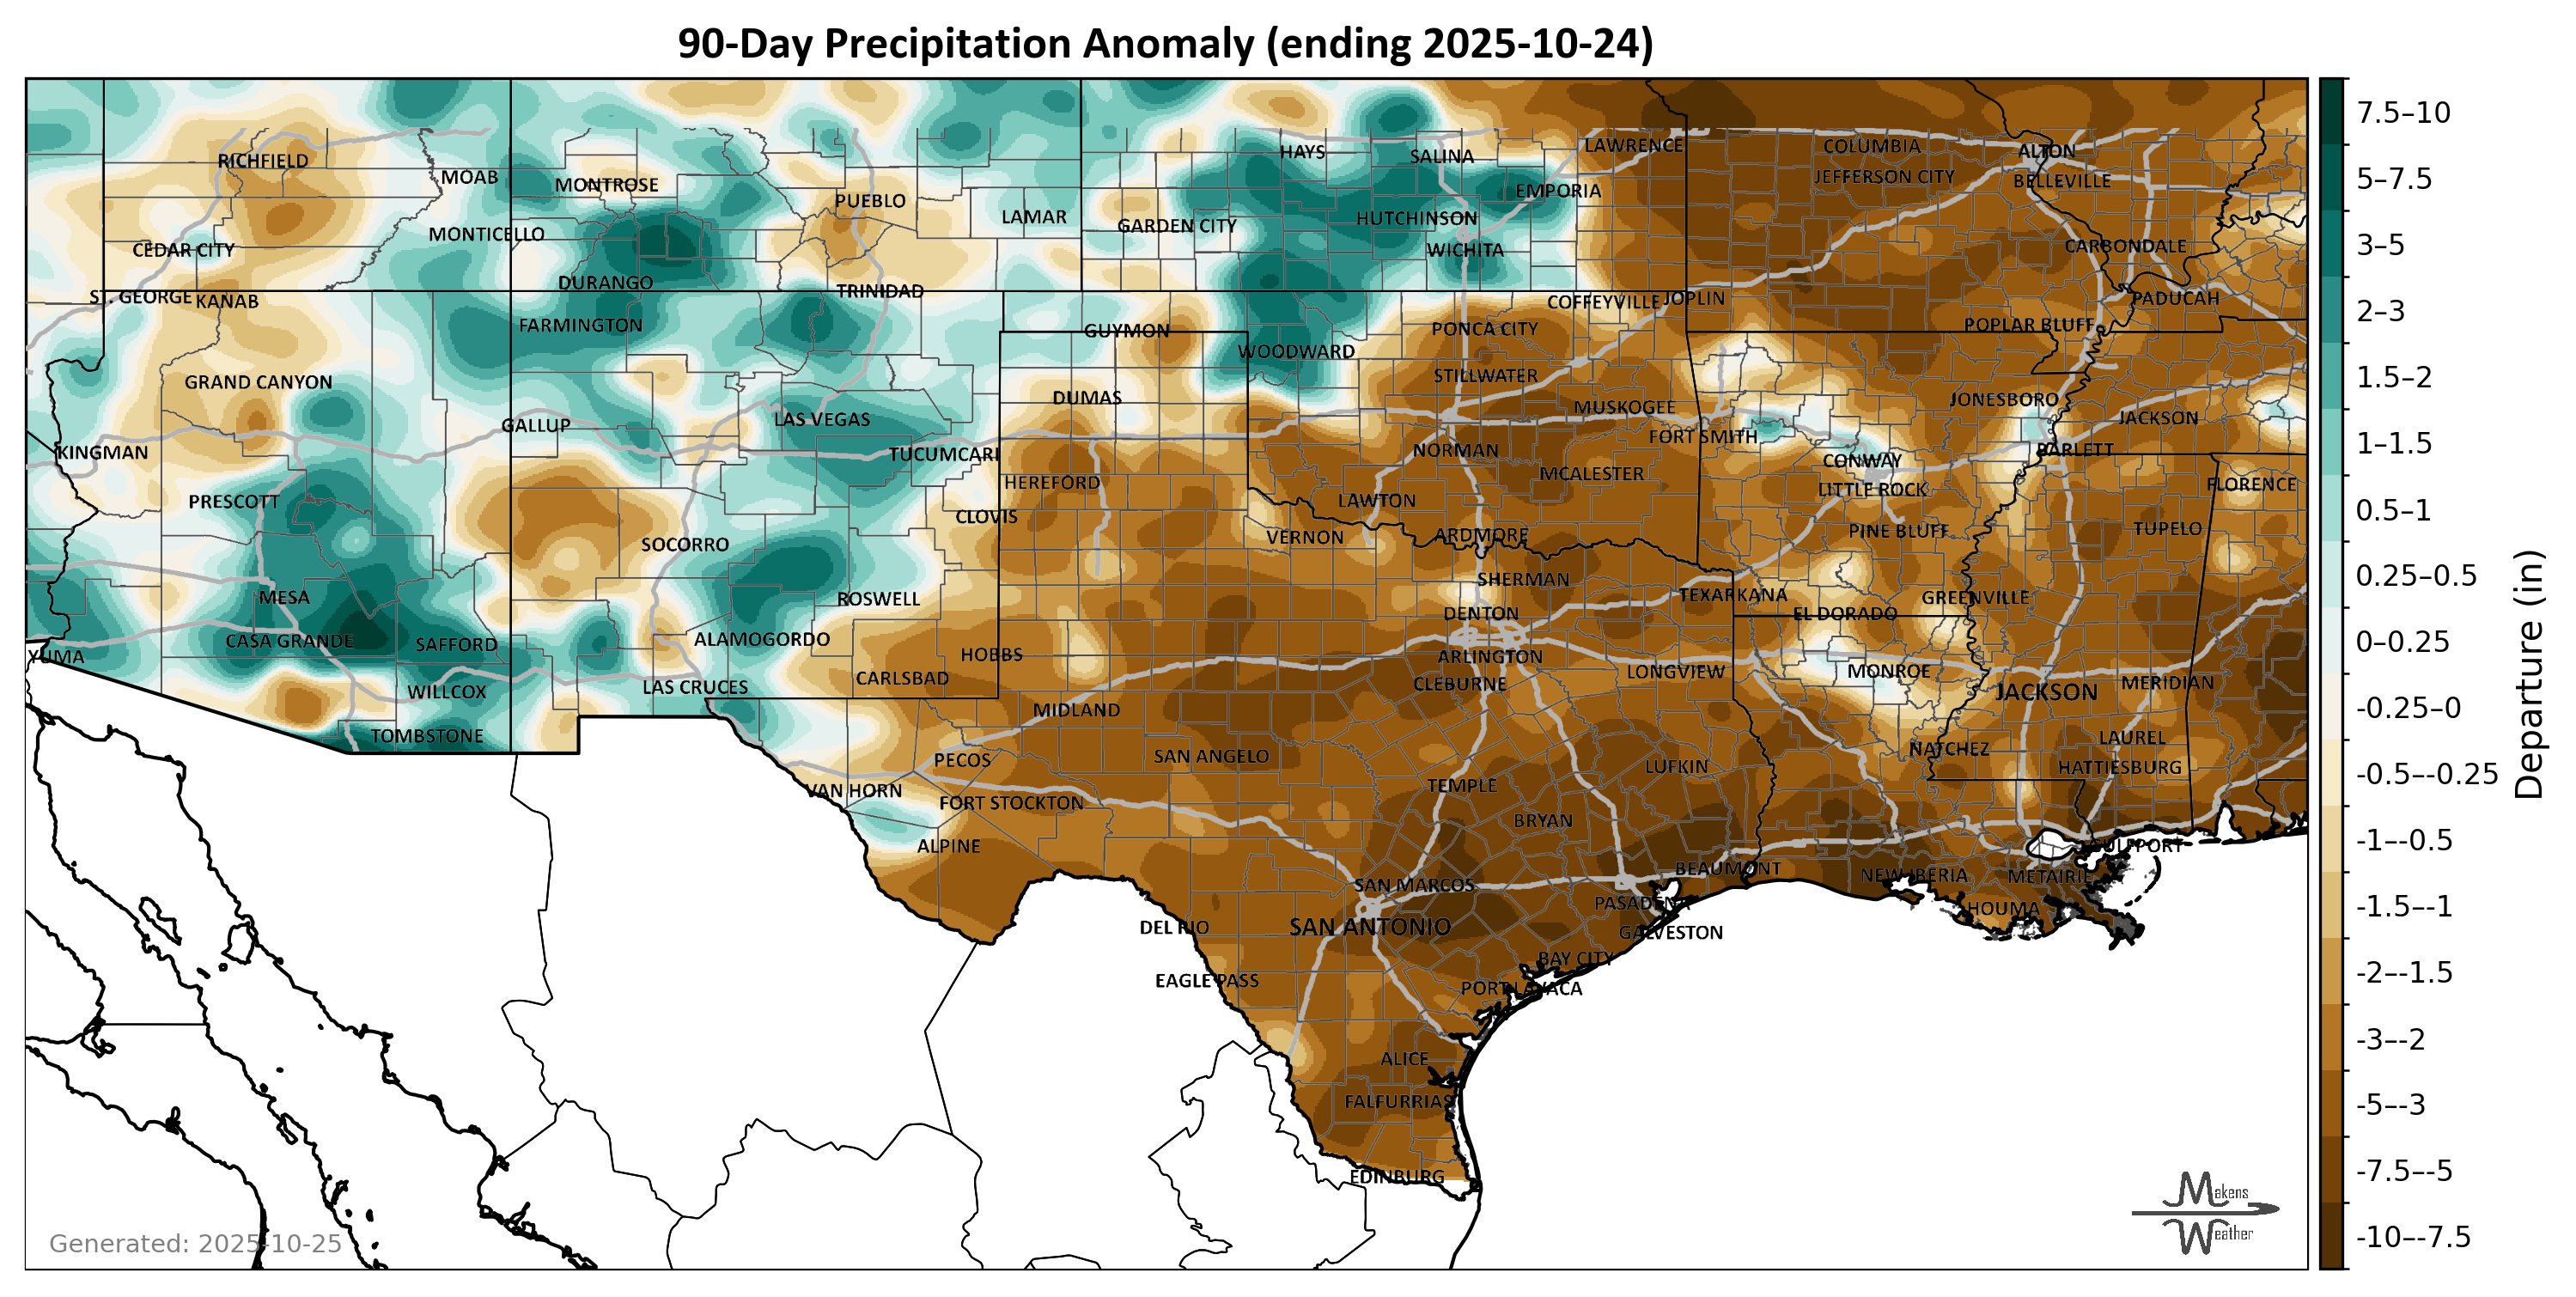 90-Day Precipitation Anomaly (ending 2025-10-24)
RICHFIELD
MOAB
MONTROSE
PUEBLO
LAMAR
HAYS
SALINA
LAWRENCE
COLUMBIA
ALTON
JEFFERSON CITY
BELLEVILLE
EMPORIA
GARDEN CITY
HUTCHINSON
WICHITA
CEDAR CITY
MONTICELLO
CARBONDALE
DURANGO
TRINIDAD
ST. GEORGE
KANAB
COFFEYVILLE
JOPLIN
PADUCAH
FARMINGTON
GUYMON
PONCA CITY
POPLAR BLUFF
WOODWARD
GRAND CANYON
DUMAS
STILLWATER
MUSKOGEE
JONESBORO
JACKSON
GALLUP
LAS VEGAS
KINGMAN
TUCUMCARI
NORMAN
FORT SMITH
BARLETT
CONWAY
HEREFORD
MCALESTER
LITTLE ROCK
FLORENCE
PRESCOTT
CLOVIS
LAWTON
PINE BLUFF
TUPELO
SOCORRO
VERNON
ARDMORE
SHERMAN
MESA
ROSWELL
DENTON
TEXARKANA
EL DORADO
GREENVILLE
CASA GRANDE
SAFFORD
ALAMOGORDO
HOBBS
ARLINGTON
YUMA
CARLSBAD
CLEBURNE
LONGVIEW
MONROE
JACKSON
MERIDIAN
WILLCOX
LAS CRUCES
MIDLAND
TOMBSTONE
PECOS
SAN ANGELO
NATCHEZ
LAUREL
HATTIESBURG
VAN HORN
FORT STOCKTON
TEMPLE
LUFKIN
BRYAN
ALPINE
GULFPORT
SAN MARCOS
BEAUMONT
NEW IBERIA
METAIRIE
PASADENA
HOUMA
DEL RIO
SAN ANTONIO
GALVESTON
BAY CITY
EAGLE PASS
PORT LAVACA
ALICE
FALFURRIAS
EDINBURG
Generated: 2025-10-25
Makens
Weather
7.5–10
5–7.5
3–5
2–3
1.5–2
1–1.5
0.5–1
0.25–0.5
0–0.25
-0.25–0
-0.5–-0.25
-1–-0.5
-1.5–-1
-2–-1.5
-3–-2
-5–-3
-7.5–-5
-10–-7.5
Departure (in)